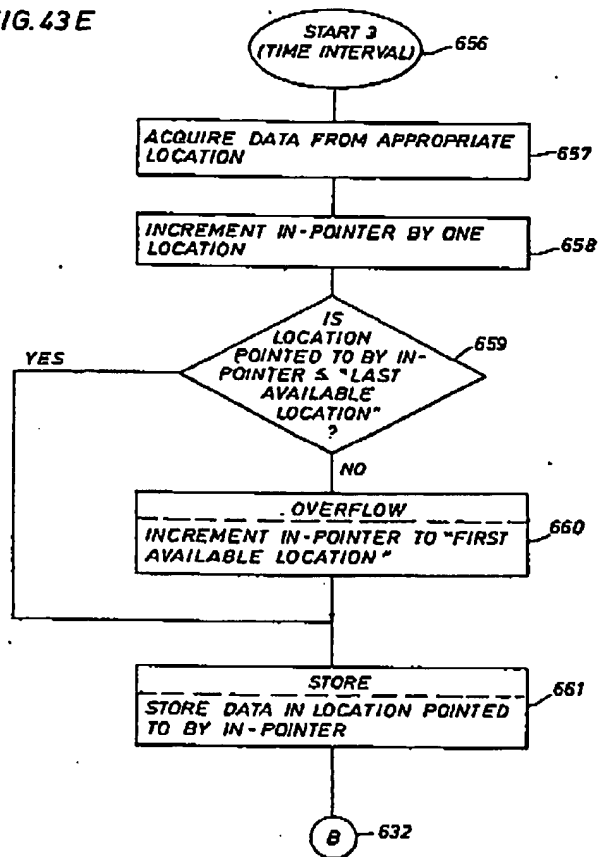 FIG. 43E
START 3
(TIME INTERVAL)
656
ACQUIRE DATA FROM APPROPRIATE
LOCATION
657
INCREMENT IN-POINTER BY ONE
LOCATION
658
IS
LOCATION
POINTED TO BY IN-
POINTER ≤ "LAST
AVAILABLE
LOCATION"
?
659
YES
NO
OVERFLOW
INCREMENT IN-POINTER TO "FIRST
AVAILABLE LOCATION"
660
STORE
STORE DATA IN LOCATION POINTED
TO BY IN-POINTER
661
B
632